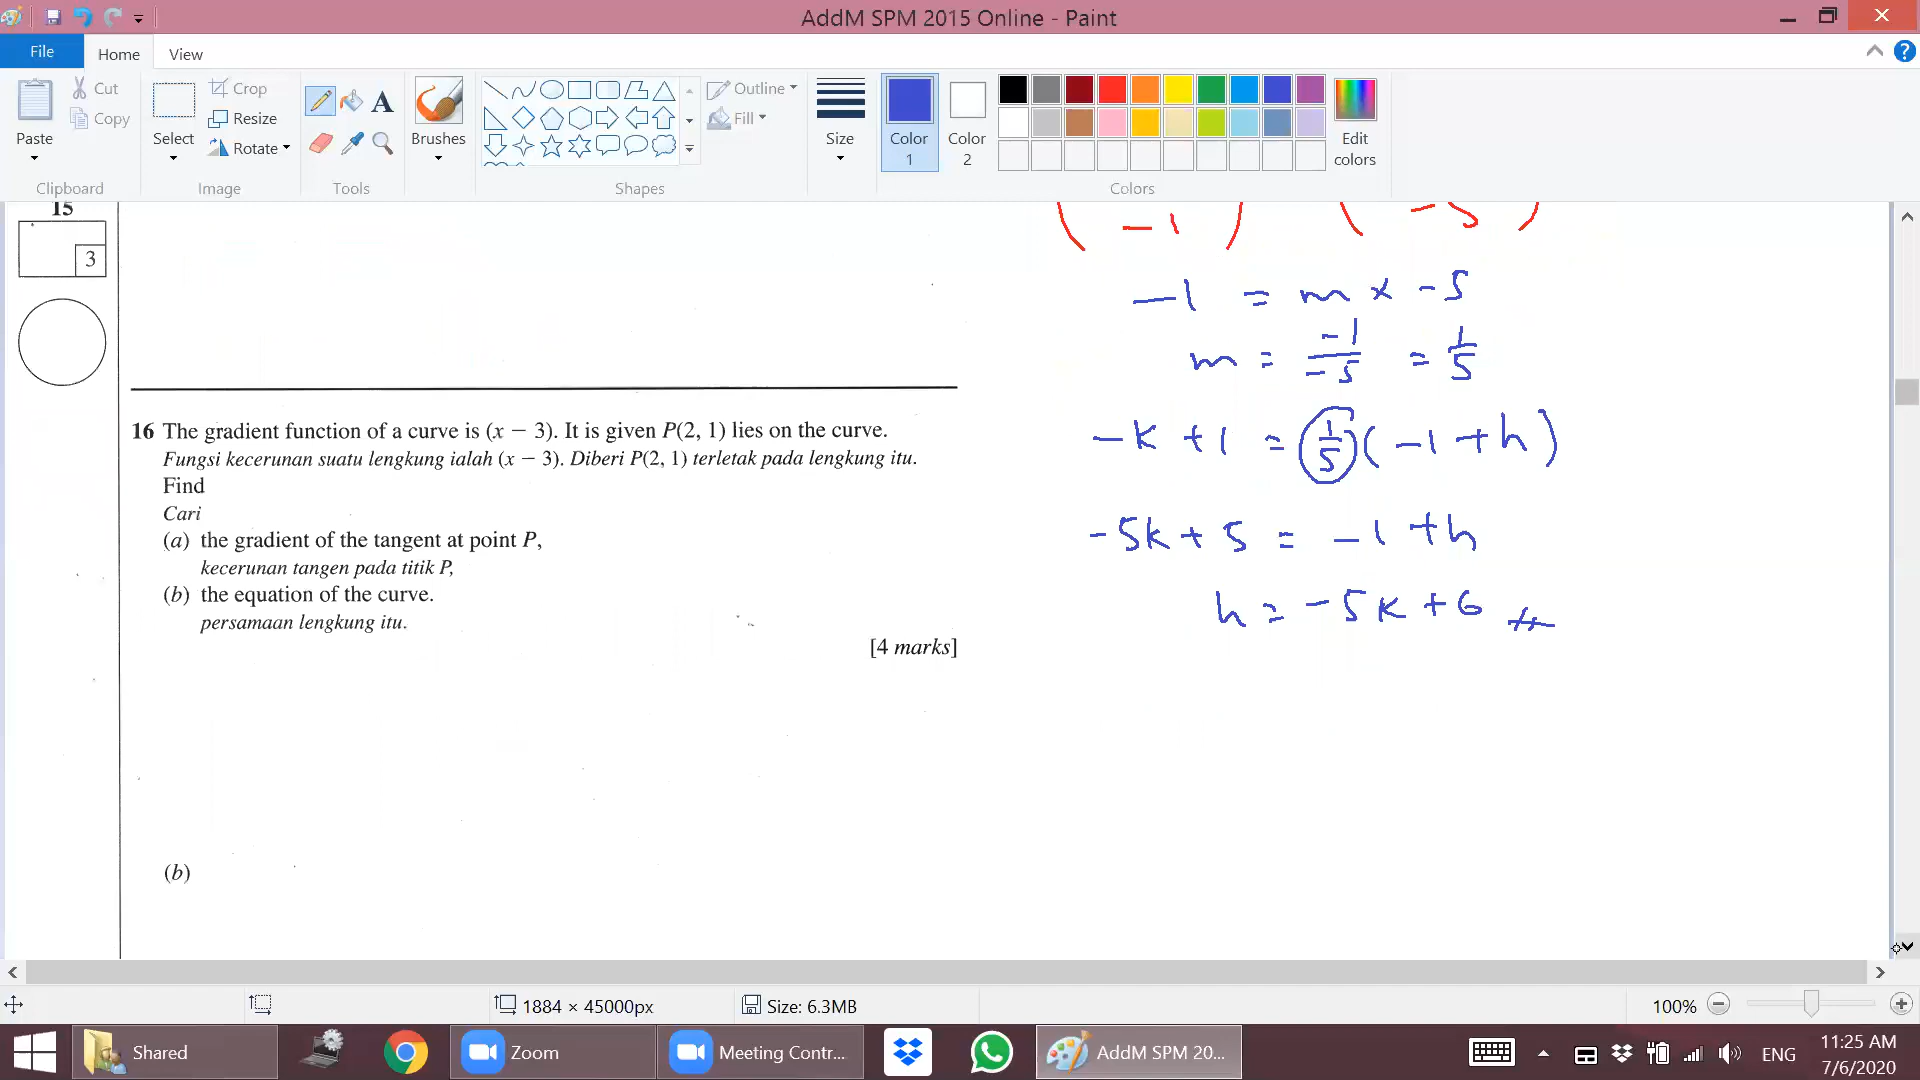 AddM SPM 2015 Online - Paint
File
Home
View
Paste
Cut
Copy
Clipboard
Select
Crop
Resize
Rotate
Image
A
Tools
Brushes
Shapes
Outline
Fill
Size
Color 1
Color 2
Edit colors
Colors
15
3
( -1 ) ( -5 )
-1 = m x -5
m = -1/-5 = 1/5
-k + 1 = 1/5 ( -1 + h )
-5k + 5 = -1 + h
h = -5k + 6
16 The gradient function of a curve is (x − 3). It is given P(2, 1) lies on the curve.
Fungsi kecerunan suatu lengkung ialah (x − 3). Diberi P(2, 1) terletak pada lengkung itu.
Find
Cari
(a) the gradient of the tangent at point P,
kecerunan tangen pada titik P,
(b) the equation of the curve.
persamaan lengkung itu.
[4 marks]
(b)
1884 × 45000px
Size: 6.3MB
100%
Shared
Zoom
Meeting Contr...
AddM SPM 20...
ENG
11:25 AM
7/6/2020